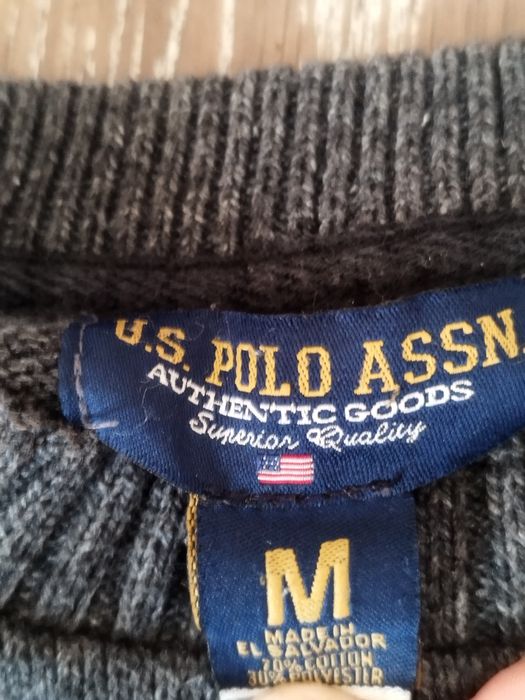 U.S. POLO ASSN.
AUTHENTIC GOODS
Superior Quality
M
MADE IN
EL SALVADOR
70% COTTON
30% POLYESTER